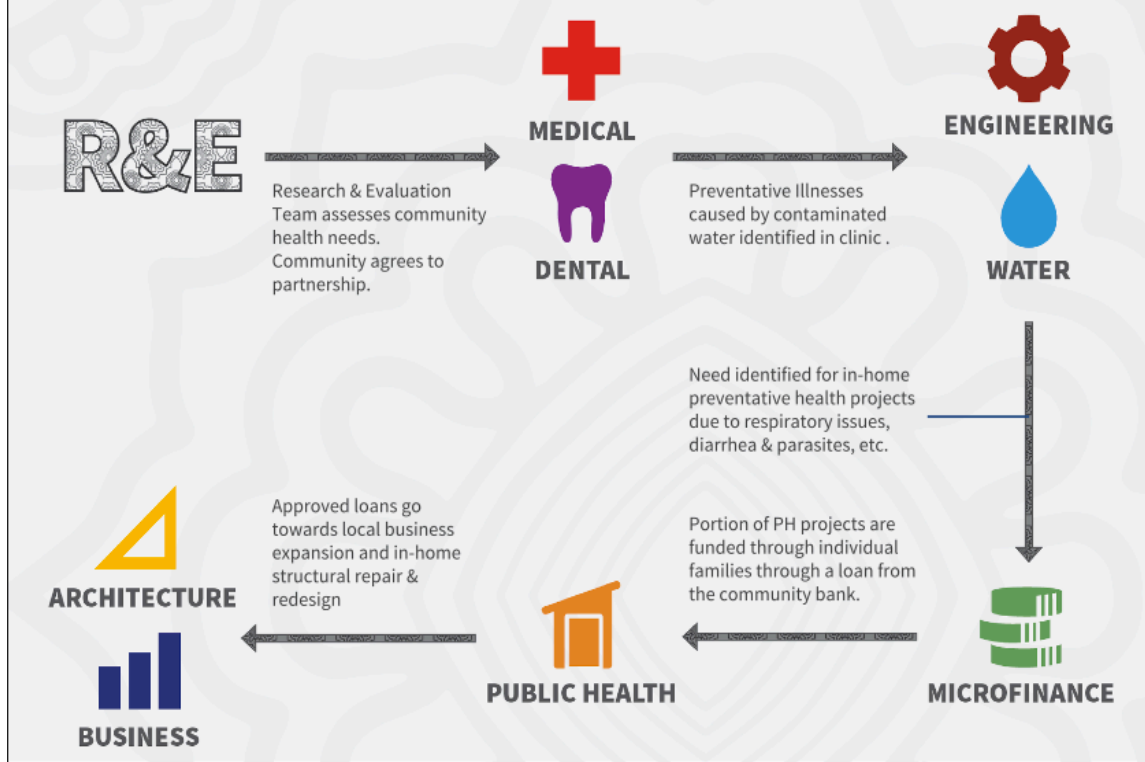 R&E
Research & Evaluation
Team assesses community
health needs.
Community agrees to
partnership.
MEDICAL
DENTAL
Preventative Illnesses
caused by contaminated
water identified in clinic .
ENGINEERING
WATER
Need identified for in-home
preventative health projects
due to respiratory issues,
diarrhea & parasites, etc.
MICROFINANCE
Portion of PH projects are
funded through individual
families through a loan from
the community bank.
PUBLIC HEALTH
Approved loans go
towards local business
expansion and in-home
structural repair &
redesign
ARCHITECTURE
BUSINESS